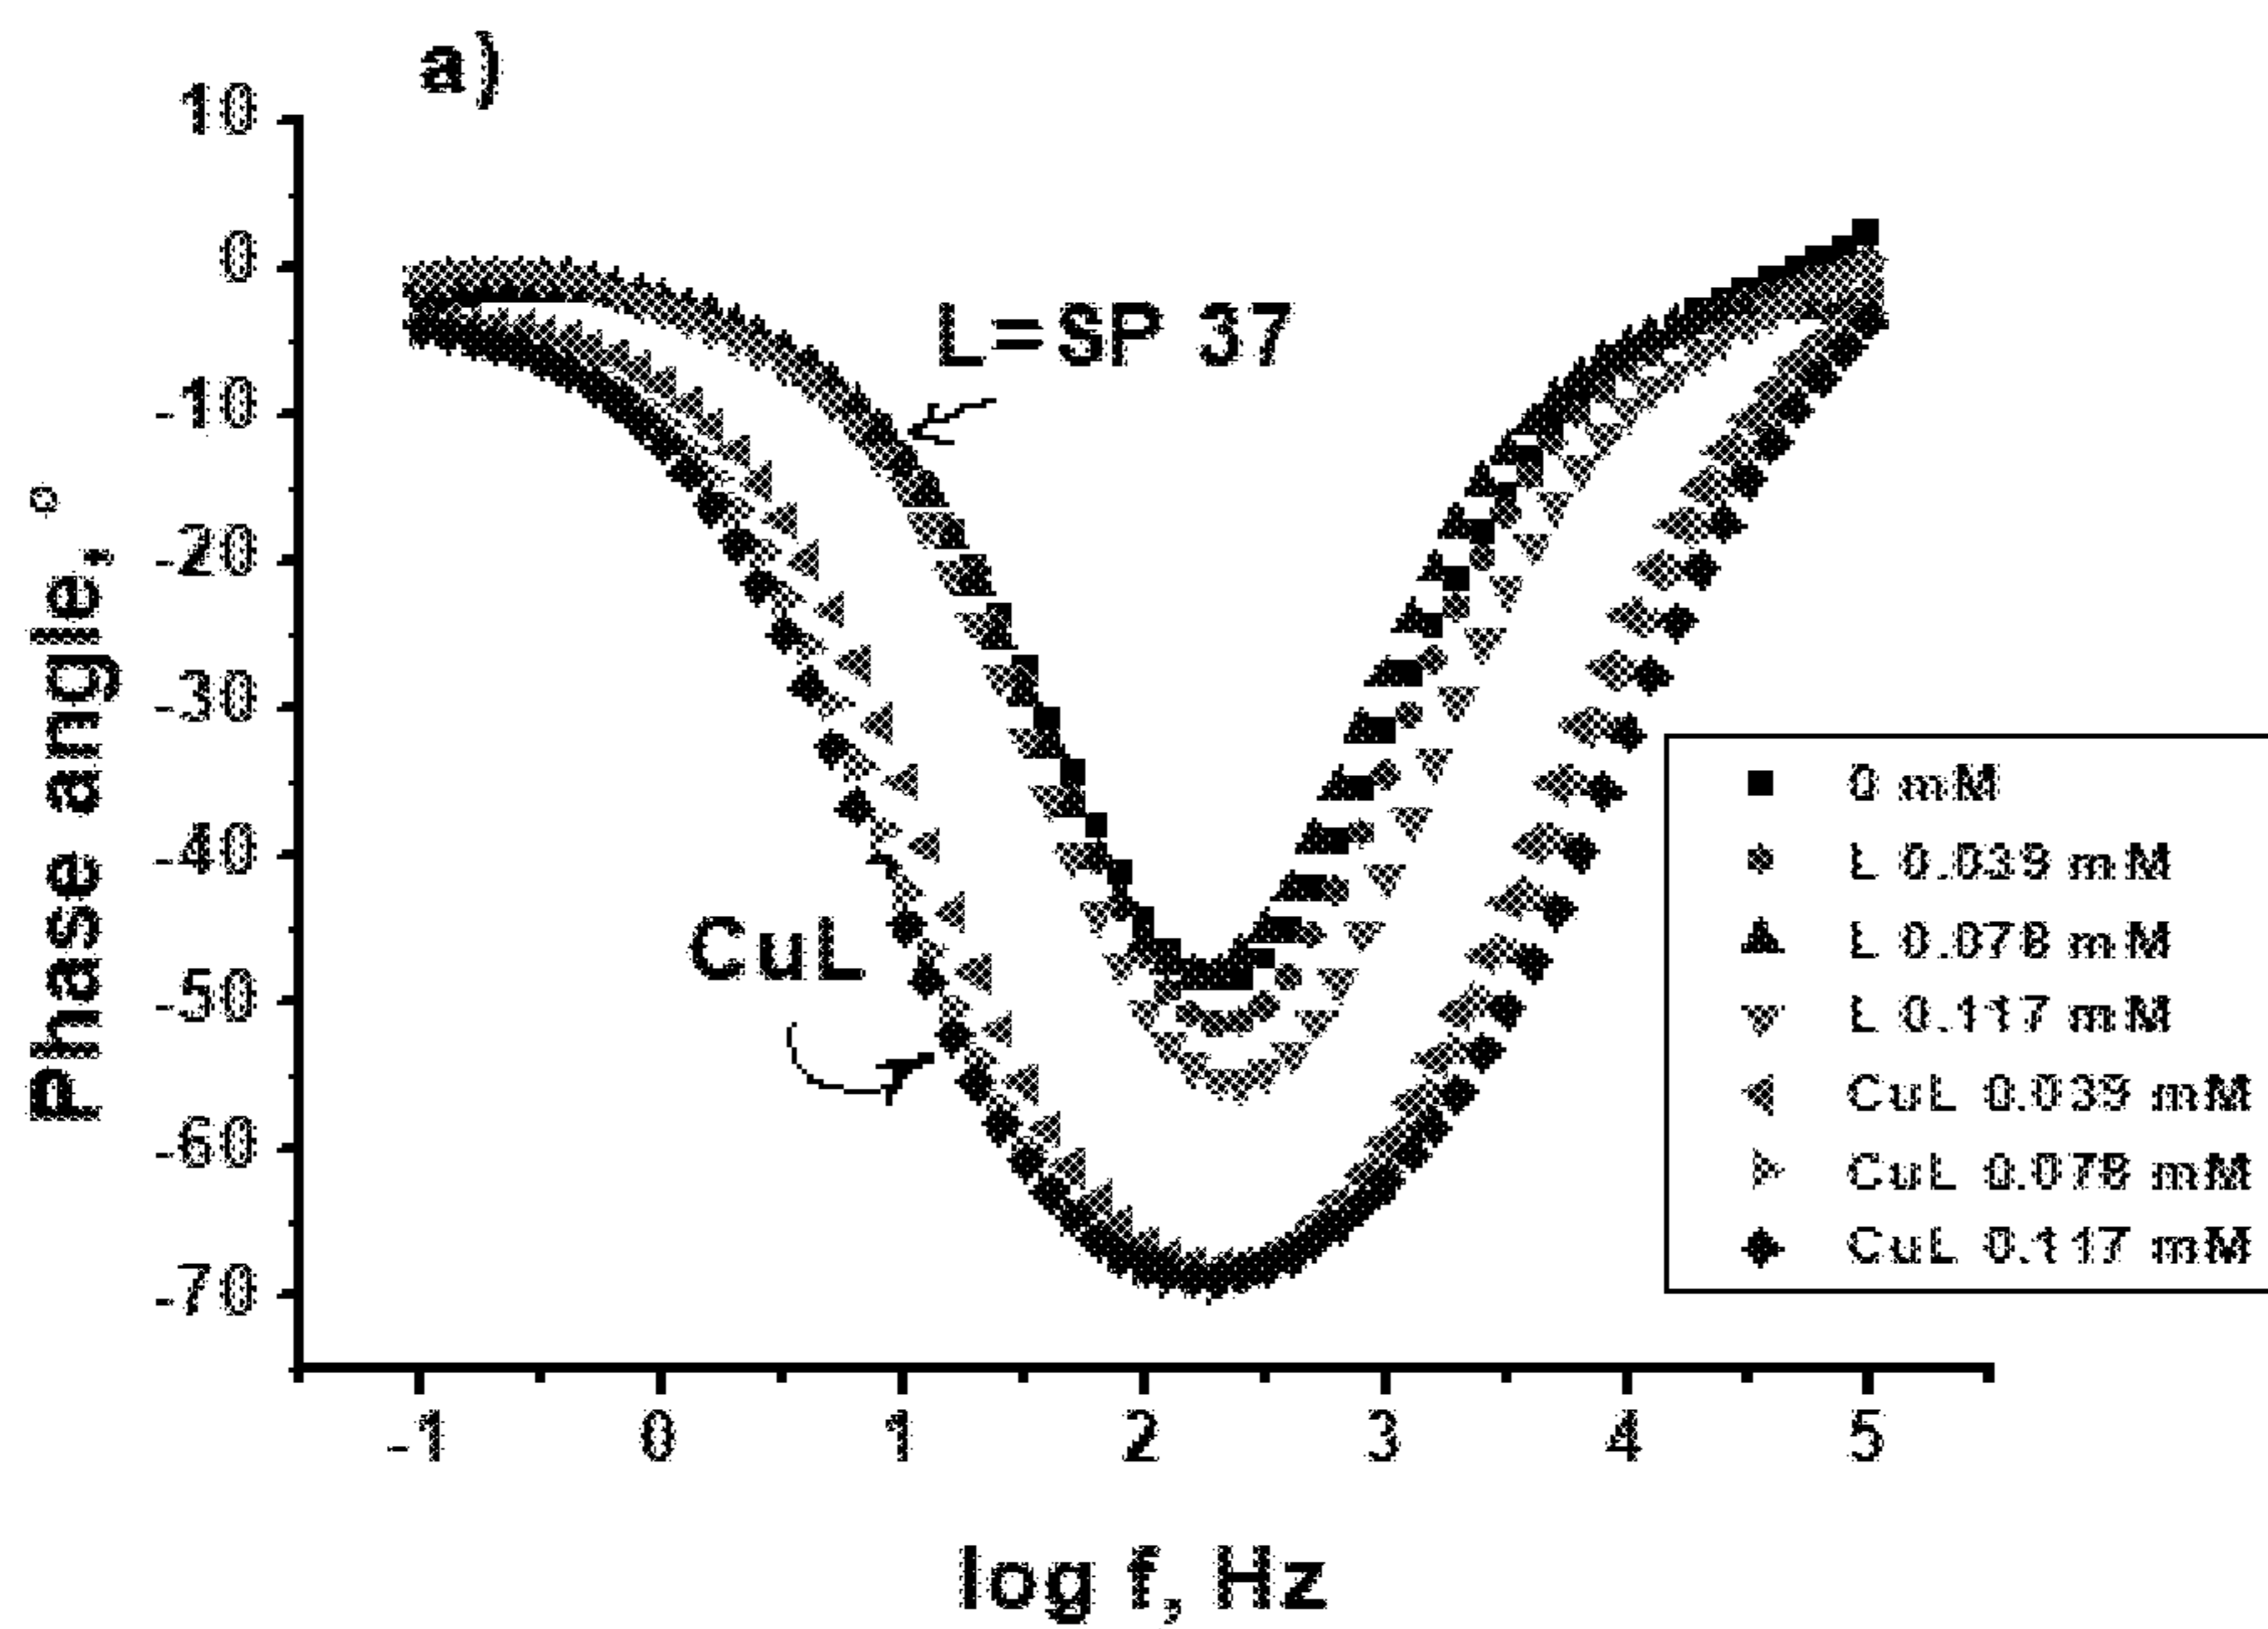 a)
10
0
-10
-20
-30
-40
-50
-60
-70
Phase angle, °
L=SP 37
CuL
0 mM
L 0.039 mM
L 0.078 mM
L 0.117 mM
CuL 0.039 mM
CuL 0.078 mM
CuL 0.117 mM
-1 0 1 2 3 4 5
log f, Hz